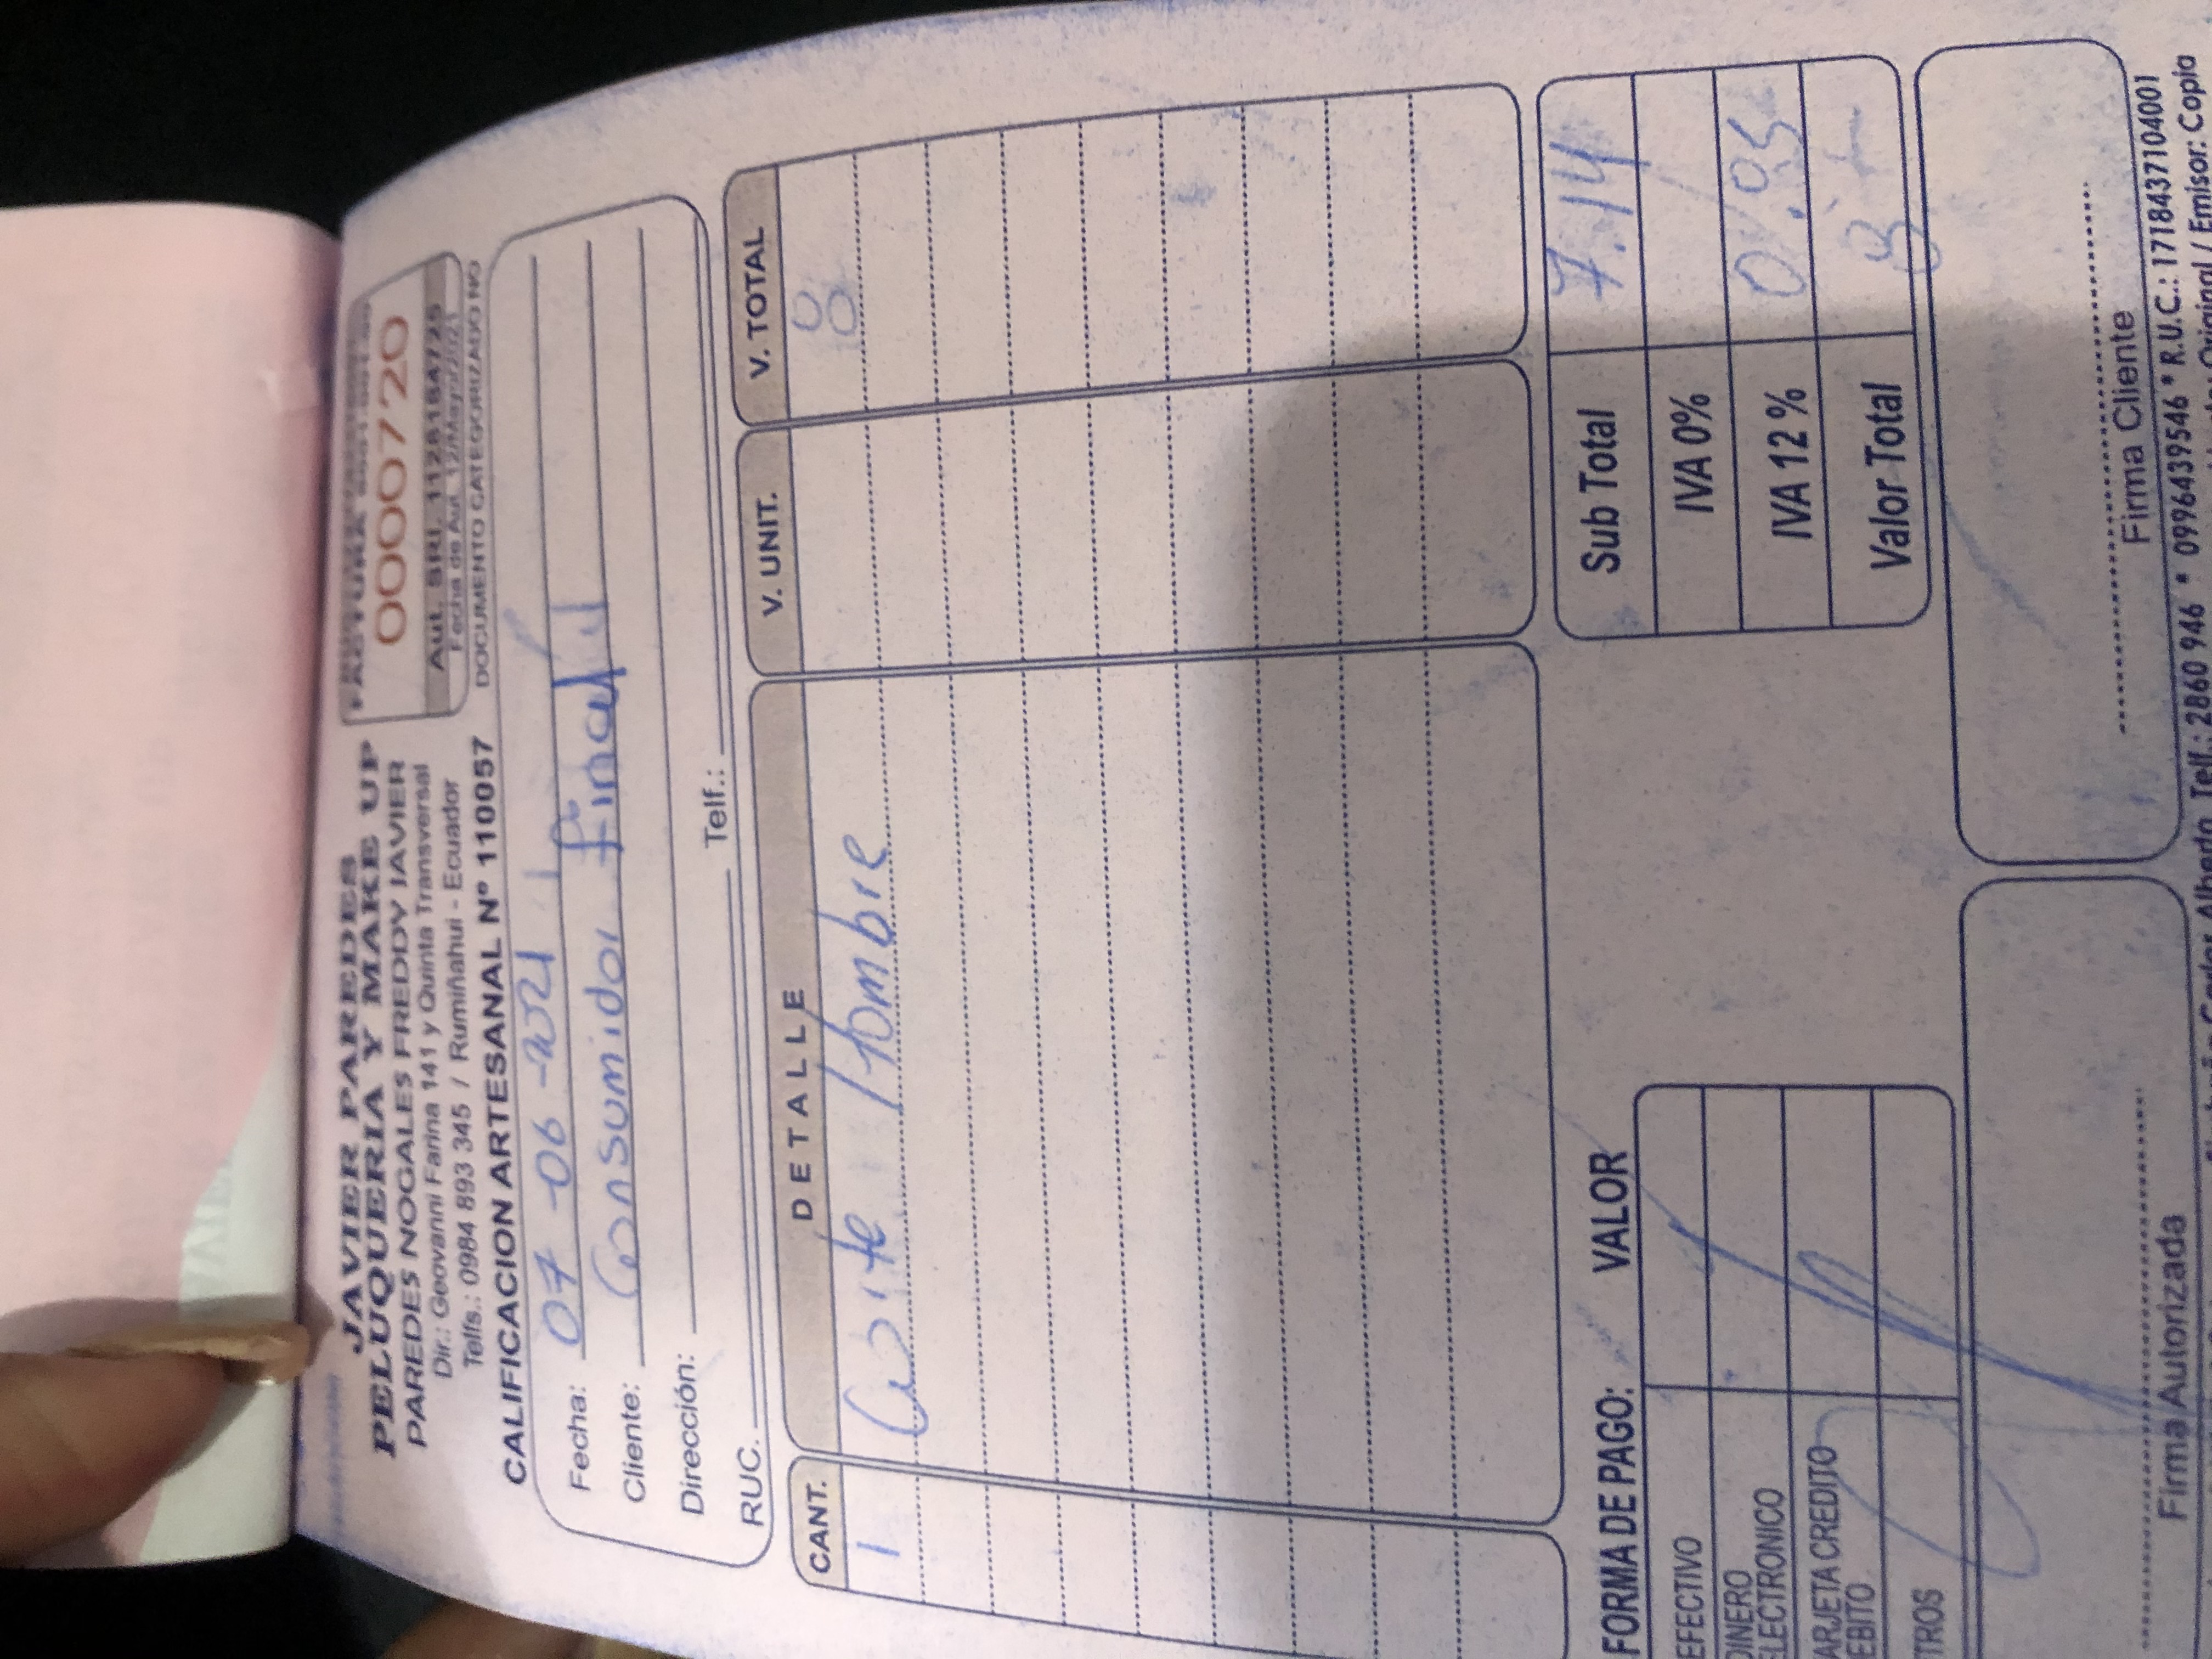 JAVIER PAREDES
PELUQUERIA Y MAKE UP
PAREDES NOGALES FREDDY JAVIER
Dir.: Geovanni Farina 141 y Quinta Transversal
Telfs.: 0984 893 345 / Rumiñahui - Ecuador
CALIFICACION ARTESANAL Nº 110057
FACTURA
0000720
Aut. SRI. 1128184725
Fecha de Aut. 12/Mayo/2021
DOCUMENTO CATEGORIZADO NO
Fecha: 07-06-2021
Cliente: Consumidor final
Dirección:
RUC. Telf.:
CANT. DETALLE V. UNIT. V. TOTAL
1 Corte Hombre 8
FORMA DE PAGO: VALOR
EFECTIVO
DINERO
ELECTRONICO
TARJETA CREDITO
DEBITO
OTROS
Sub Total 7.14
IVA 0%
IVA 12 % 0.95
Valor Total 8
Firma Autorizada
Firma Cliente
Carlos Alberto Telf.: 2860 946 * 0996439546 * R.U.C.: 1718437104001
Original / Emisor: Copia